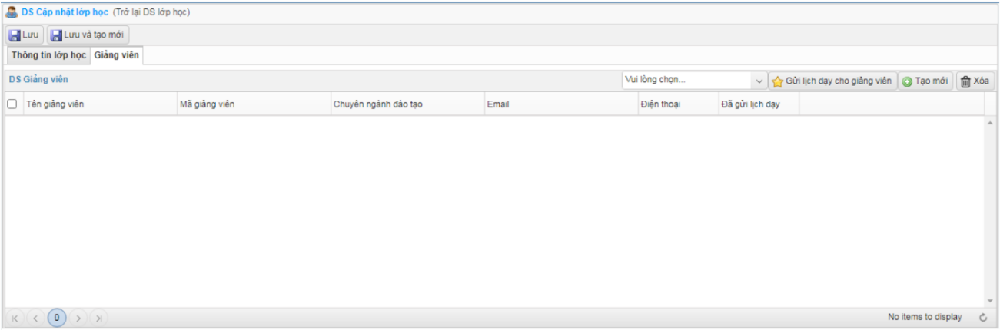 DS Cập nhật lớp học (Trở lại DS lớp học)
Lưu Lưu và tạo mới
Thông tin lớp học Giảng viên
DS Giảng viên Vui lòng chọn... Gửi lịch dạy cho giảng viên Tạo mới Xóa
Tên giảng viên Mã giảng viên Chuyên ngành đào tạo Email Điện thoại Đã gửi lịch dạy
0 No items to display